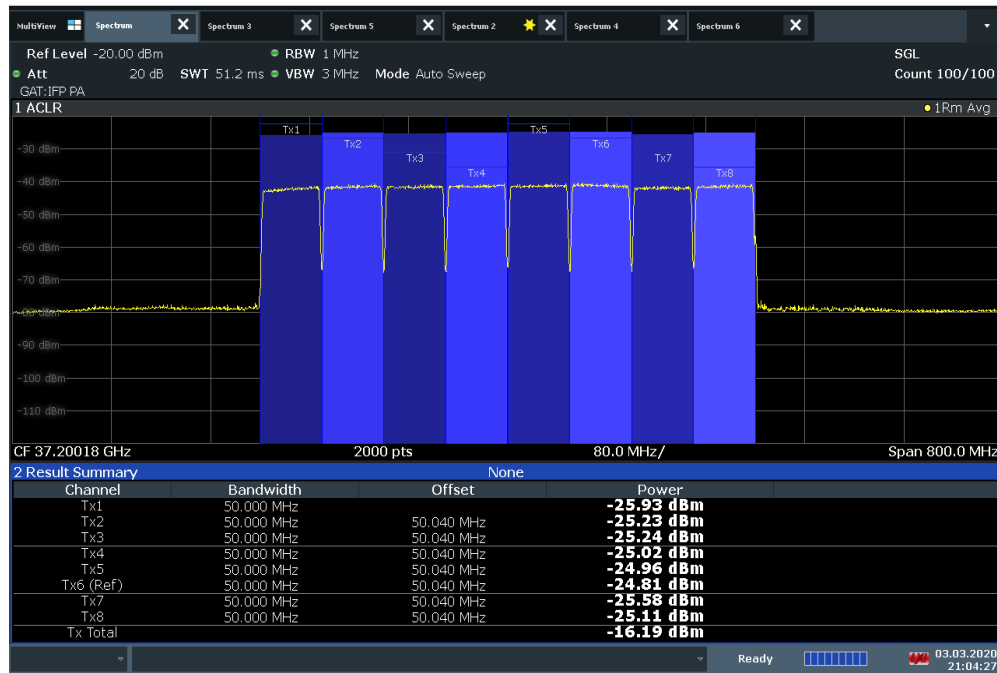 MultiView Spectrum X Spectrum 3 X Spectrum 5 X Spectrum 2 X Spectrum 4 X Spectrum 6 X
Ref Level -20.00 dBm RBW 1 MHz SGL
Att 20 dB SWT 51.2 ms VBW 3 MHz Mode Auto Sweep Count 100/100
GAT:IFP PA
1 ACLR 1Rm Avg
Tx1 Tx5
Tx2 Tx6
-30 dBm
Tx3 Tx7
Tx4 Tx8
-40 dBm
-50 dBm
-60 dBm
-70 dBm
-80 dBm
-90 dBm
-100 dBm
-110 dBm
CF 37.20018 GHz 2000 pts 80.0 MHz/ Span 800.0 MHz
2 Result Summary None
Channel Bandwidth Offset Power
Tx1 50.000 MHz -25.93 dBm
Tx2 50.000 MHz 50.040 MHz -25.23 dBm
Tx3 50.000 MHz 50.040 MHz -25.24 dBm
Tx4 50.000 MHz 50.040 MHz -25.02 dBm
Tx5 50.000 MHz 50.040 MHz -24.96 dBm
Tx6 (Ref) 50.000 MHz 50.040 MHz -24.81 dBm
Tx7 50.000 MHz 50.040 MHz -25.58 dBm
Tx8 50.000 MHz 50.040 MHz -25.11 dBm
Tx Total -16.19 dBm
Ready 03.03.2020
21:04:27